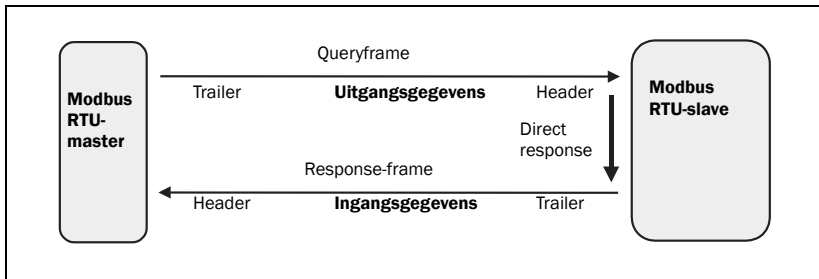 Queryframe
Modbus
RTU-
master
Trailer
Uitgangsgegevens
Header
Modbus
RTU-slave
Direct
response
Response-frame
Header
Ingangsgegevens
Trailer